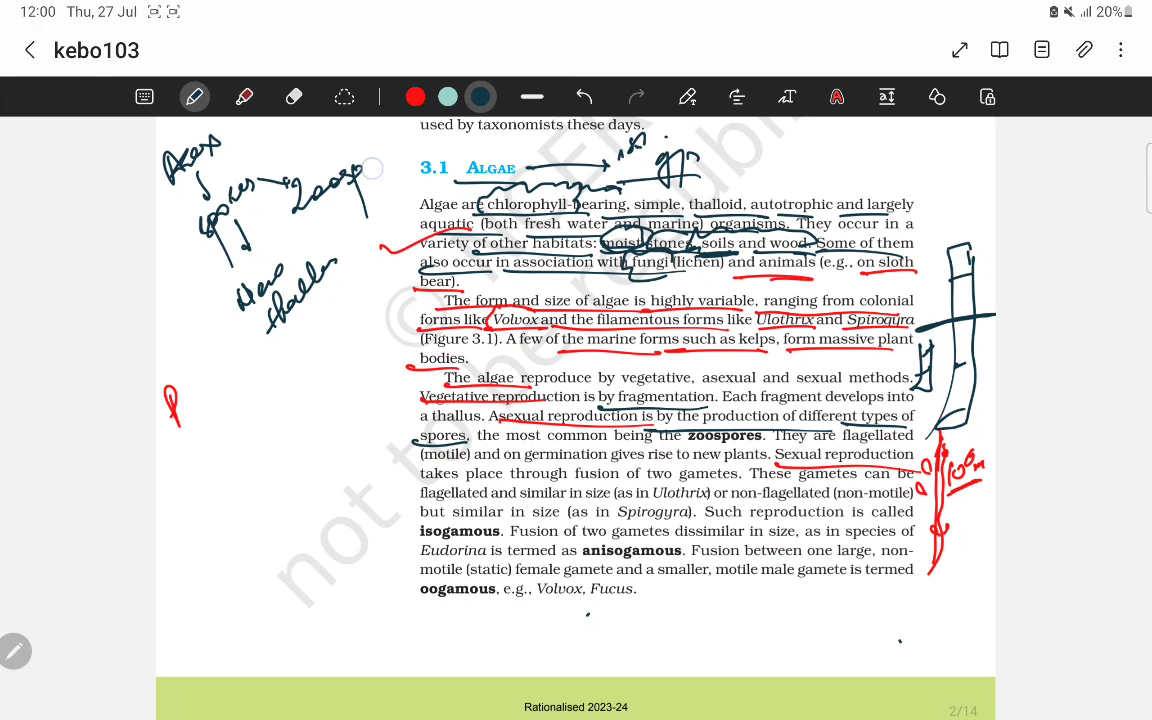 12:00 Thu, 27 Jul
20%
kebo103
used by taxonomists these days.
3.1 ALGAE
Algae are chlorophyll-bearing, simple, thalloid, autotrophic and largely
aquatic (both fresh water and marine) organisms. They occur in a
variety of other habitats: moist stones, soils and wood. Some of them
also occur in association with fungi (lichen) and animals (e.g., on sloth
bear).
The form and size of algae is highly variable, ranging from colonial
forms like Volvox and the filamentous forms like Ulothrix and Spirogyra
(Figure 3.1). A few of the marine forms such as kelps, form massive plant
bodies.
The algae reproduce by vegetative, asexual and sexual methods.
Vegetative reproduction is by fragmentation. Each fragment develops into
a thallus. Asexual reproduction is by the production of different types of
spores, the most common being the zoospores. They are flagellated
(motile) and on germination gives rise to new plants. Sexual reproduction
takes place through fusion of two gametes. These gametes can be
flagellated and similar in size (as in Ulothrix) or non-flagellated (non-motile)
but similar in size (as in Spirogyra). Such reproduction is called
isogamous. Fusion of two gametes dissimilar in size, as in species of
Eudorina is termed as anisogamous. Fusion between one large, non-
motile (static) female gamete and a smaller, motile male gamete is termed
oogamous, e.g., Volvox, Fucus.
Rationalised 2023-24
2/14